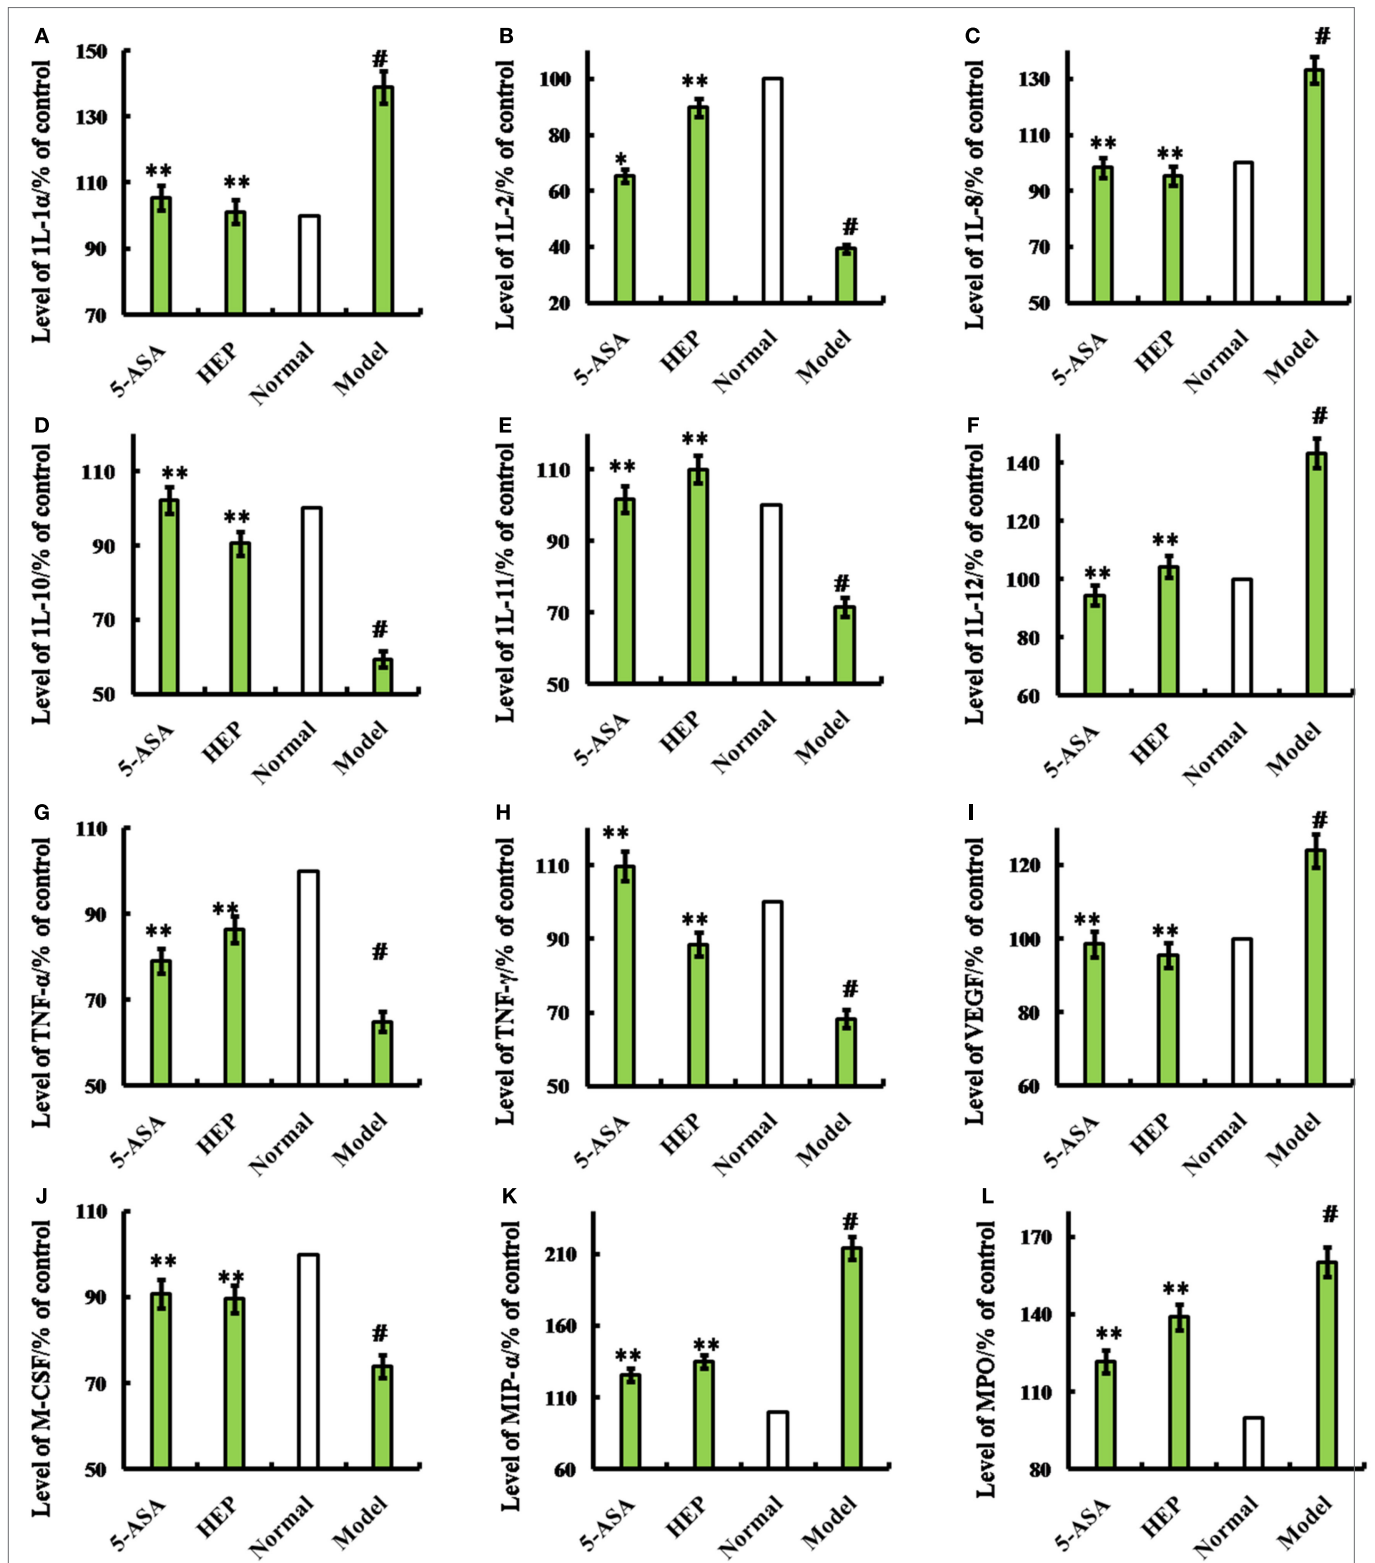 A
Level of 1L-1α/% of control
150
130
110
90
70
**
**
#
5-ASA
HEP
Normal
Model
B
Level of 1L-2/% of control
100
80
60
40
20
*
**
#
5-ASA
HEP
Normal
Model
C
Level of 1L-8/% of control
130
110
90
70
50
**
**
#
5-ASA
HEP
Normal
Model
D
Level of 1L-10/% of control
110
90
70
50
**
**
#
5-ASA
HEP
Normal
Model
E
Level of 1L-11/% of control
110
90
70
50
**
**
#
5-ASA
HEP
Normal
Model
F
Level of 1L-12/% of control
140
120
100
80
60
**
**
#
5-ASA
HEP
Normal
Model
G
Level of TNF-α/% of control
110
90
70
50
**
**
#
5-ASA
HEP
Normal
Model
H
Level of TNF-γ/% of control
110
90
70
50
**
**
#
5-ASA
HEP
Normal
Model
I
Level of VEGF/% of control
120
100
80
60
**
**
#
5-ASA
HEP
Normal
Model
J
Level of M-CSF/% of control
110
90
70
50
**
**
#
5-ASA
HEP
Normal
Model
K
Level of MIP-α/% of control
210
160
110
60
**
**
#
5-ASA
HEP
Normal
Model
L
Level of MPO/% of control
170
140
110
80
**
**
#
5-ASA
HEP
Normal
Model